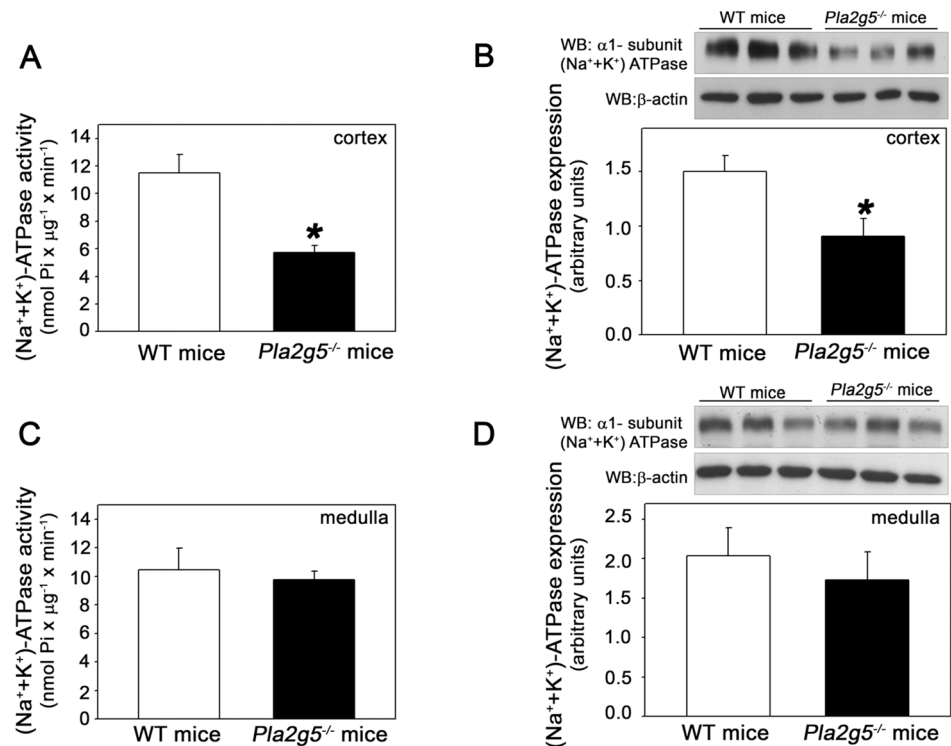 A
(Na⁺+K⁺)-ATPase activity
(nmol Pi x μg⁻¹ x min⁻¹)
14
12
10
8
6
4
2
0
cortex
*
WT mice
Pla2g5⁻/⁻ mice
B
WT mice
Pla2g5⁻/⁻ mice
WB: α1- subunit
(Na⁺+K⁺) ATPase
WB:β-actin
(Na⁺+K⁺)-ATPase expression
(arbitrary units)
1.5
1.0
0.5
0.0
cortex
*
WT mice
Pla2g5⁻/⁻ mice
C
(Na⁺+K⁺)-ATPase activity
(nmol Pi x μg⁻¹ x min⁻¹)
14
12
10
8
6
4
2
0
medulla
WT mice
Pla2g5⁻/⁻ mice
D
WT mice
Pla2g5⁻/⁻ mice
WB: α1- subunit
(Na⁺+K⁺) ATPase
WB:β-actin
(Na⁺+K⁺)-ATPase expression
(arbitrary units)
2.5
2.0
1.5
1.0
0.5
0.0
medulla
WT mice
Pla2g5⁻/⁻ mice